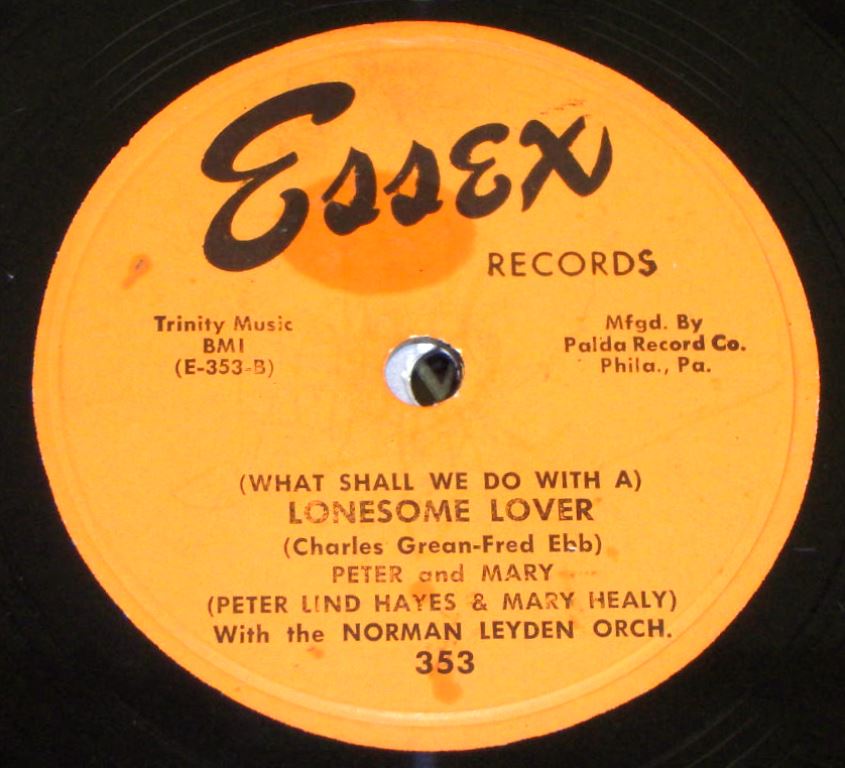 Essex
RECORDS
Trinity Music
BMI
(E-353-B)
Mfgd. By
Palda Record Co.
Phila., Pa.
(WHAT SHALL WE DO WITH A)
LONESOME LOVER
(Charles Grean-Fred Ebb)
PETER and MARY
(PETER LIND HAYES & MARY HEALY)
With the NORMAN LEYDEN ORCH.
353